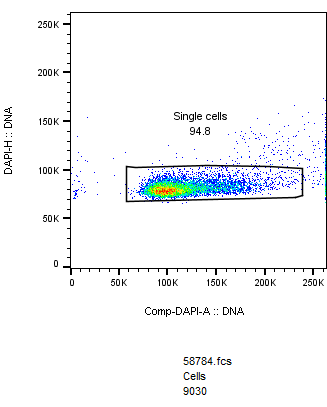 250K
200K
150K
100K
50K
0
DAPI-H :: DNA
Single cells
94.8
0 50K 100K 150K 200K 250K
Comp-DAPI-A :: DNA
58784.fcs
Cells
9030